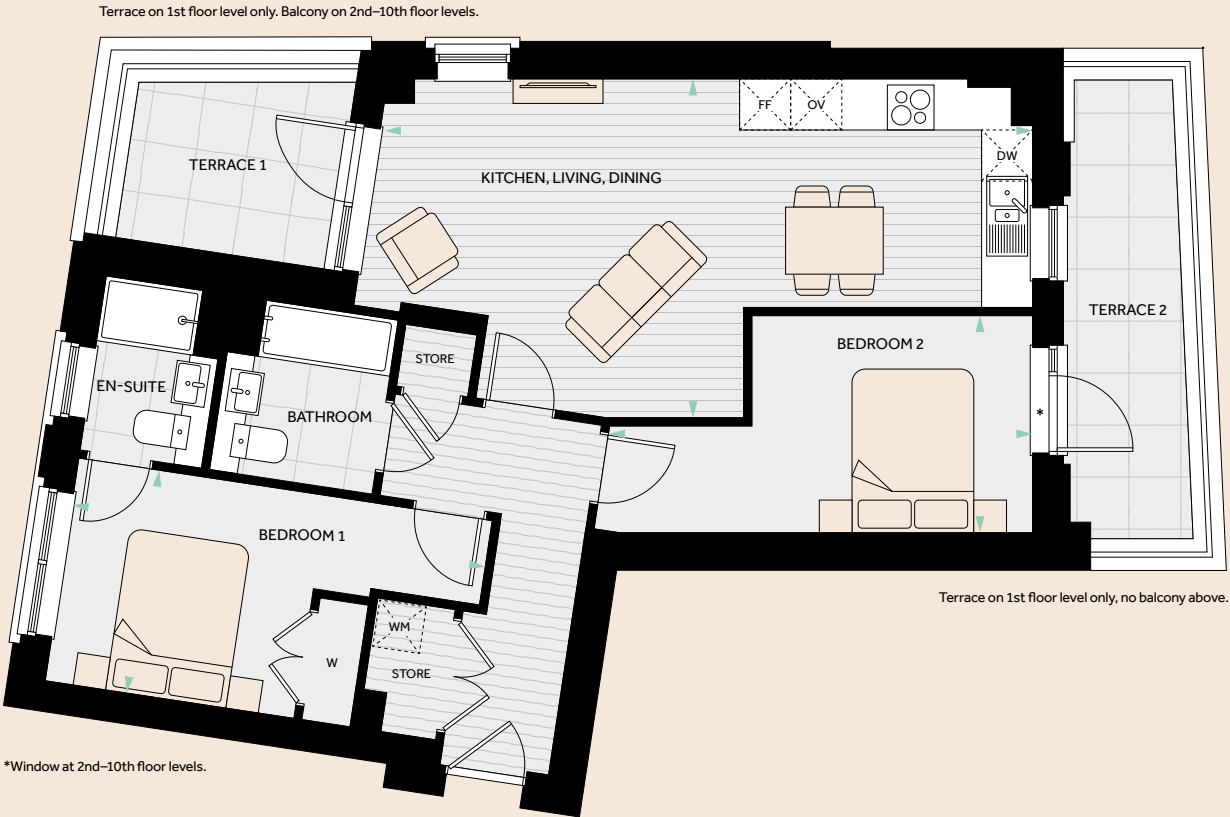 Terrace on 1st floor level only. Balcony on 2nd–10th floor levels.
FF
OV
DW
TERRACE 1
KITCHEN, LIVING, DINING
TERRACE 2
BEDROOM 2
STORE
EN-SUITE
BATHROOM
*
BEDROOM 1
Terrace on 1st floor level only, no balcony above.
WM
W
STORE
*Window at 2nd–10th floor levels.